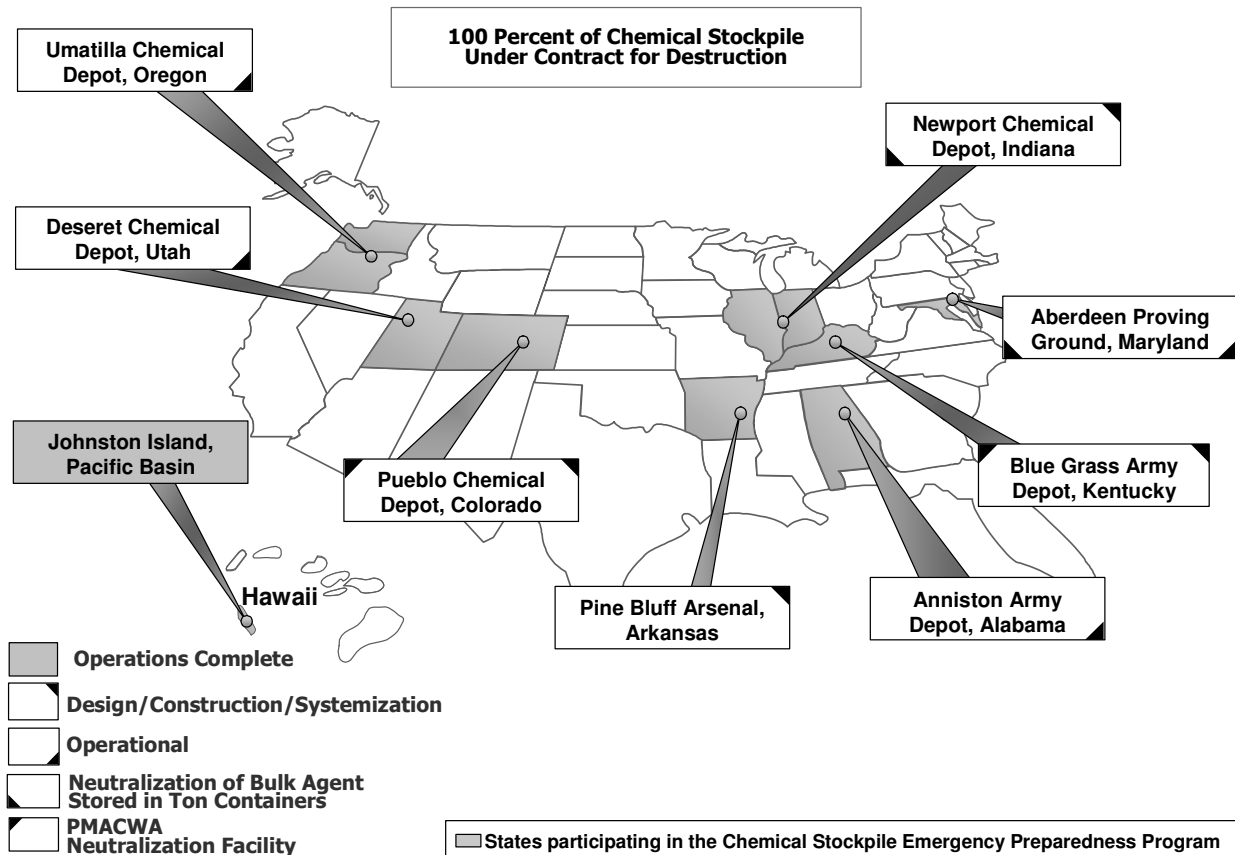 100 Percent of Chemical Stockpile
Under Contract for Destruction
Umatilla Chemical
Depot, Oregon
Newport Chemical
Depot, Indiana
Deseret Chemical
Depot, Utah
Aberdeen Proving
Ground, Maryland
Johnston Island,
Pacific Basin
Pueblo Chemical
Depot, Colorado
Blue Grass Army
Depot, Kentucky
Pine Bluff Arsenal,
Arkansas
Anniston Army
Depot, Alabama
Hawaii
Operations Complete
Design/Construction/Systemization
Operational
Neutralization of Bulk Agent
Stored in Ton Containers
PMACWA
Neutralization Facility
States participating in the Chemical Stockpile Emergency Preparedness Program